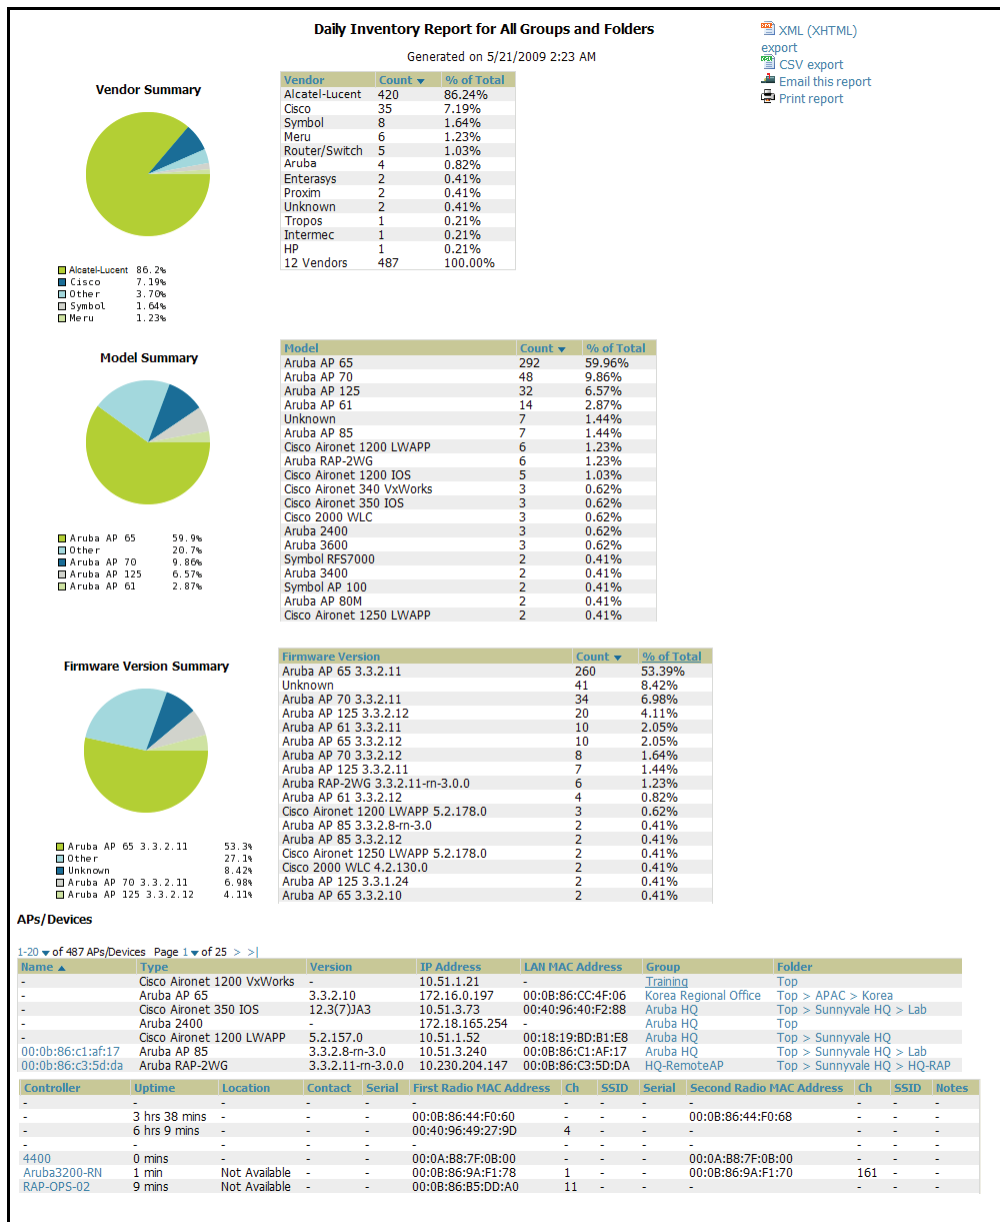 Daily Inventory Report for All Groups and Folders
Generated on 5/21/2009 2:23 AM
XML (XHTML)
export
CSV export
Email this report
Print report
Vendor Summary
Alcatel-Lucent 86.2%
Cisco 7.19%
Other 3.70%
Symbol 1.64%
Meru 1.23%
Vendor Count % of Total
Alcatel-Lucent 420 86.24%
Cisco 35 7.19%
Symbol 8 1.64%
Meru 6 1.23%
Router/Switch 5 1.03%
Aruba 4 0.82%
Enterasys 2 0.41%
Proxim 2 0.41%
Unknown 2 0.41%
Tropos 1 0.21%
Intermec 1 0.21%
HP 1 0.21%
12 Vendors 487 100.00%
Model Summary
Aruba AP 65 59.9%
Other 20.7%
Aruba AP 70 9.86%
Aruba AP 125 6.57%
Aruba AP 61 2.87%
Model Count % of Total
Aruba AP 65 292 59.96%
Aruba AP 70 48 9.86%
Aruba AP 125 32 6.57%
Aruba AP 61 14 2.87%
Unknown 7 1.44%
Aruba AP 85 7 1.44%
Cisco Aironet 1200 LWAPP 6 1.23%
Aruba RAP-2WG 6 1.23%
Cisco Aironet 1200 IOS 5 1.03%
Cisco Aironet 340 VxWorks 3 0.62%
Cisco Aironet 350 IOS 3 0.62%
Cisco 2000 WLC 3 0.62%
Aruba 2400 3 0.62%
Aruba 3600 3 0.62%
Symbol RFS7000 2 0.41%
Aruba 3400 2 0.41%
Symbol AP 100 2 0.41%
Aruba AP 80M 2 0.41%
Cisco Aironet 1250 LWAPP 2 0.41%
Firmware Version Summary
Aruba AP 65 3.3.2.11 53.3%
Other 27.1%
Unknown 8.42%
Aruba AP 70 3.3.2.11 6.98%
Aruba AP 125 3.3.2.12 4.11%
Firmware Version Count % of Total
Aruba AP 65 3.3.2.11 260 53.39%
Unknown 41 8.42%
Aruba AP 70 3.3.2.11 34 6.98%
Aruba AP 125 3.3.2.12 20 4.11%
Aruba AP 61 3.3.2.11 10 2.05%
Aruba AP 65 3.3.2.12 10 2.05%
Aruba AP 70 3.3.2.12 8 1.64%
Aruba AP 125 3.3.2.11 7 1.44%
Aruba RAP-2WG 3.3.2.11-rn-3.0.0 6 1.23%
Aruba AP 61 3.3.2.12 4 0.82%
Cisco Aironet 1200 LWAPP 5.2.178.0 3 0.62%
Aruba AP 85 3.3.2.8-rn-3.0 2 0.41%
Aruba AP 85 3.3.2.12 2 0.41%
Cisco Aironet 1250 LWAPP 5.2.178.0 2 0.41%
Cisco 2000 WLC 4.2.130.0 2 0.41%
Aruba AP 125 3.3.1.24 2 0.41%
Aruba AP 65 3.3.2.10 2 0.41%
APs/Devices
1-20 of 487 APs/Devices Page 1 of 25 > >|
Name Type Version IP Address LAN MAC Address Group Folder
- Cisco Aironet 1200 VxWorks - 10.51.1.21 - Training Top
- Aruba AP 65 3.3.2.10 172.16.0.197 00:0B:86:CC:4F:06 Korea Regional Office Top > APAC > Korea
- Cisco Aironet 350 IOS 12.3(7)JA3 10.51.3.73 00:40:96:40:F2:88 Aruba HQ Top > Sunnyvale HQ > Lab
- Aruba 2400 - 172.18.165.254 - Aruba HQ Top
- Cisco Aironet 1200 LWAPP 5.2.157.0 10.51.1.52 00:18:19:BD:B1:E8 Aruba HQ Top > Sunnyvale HQ
00:0b:86:c1:af:17 Aruba AP 85 3.3.2.8-rn-3.0 10.51.3.240 00:0B:86:C1:AF:17 Aruba HQ Top > Sunnyvale HQ > Lab
00:0b:86:c3:5d:da Aruba RAP-2WG 3.3.2.11-rn-3.0.0 10.230.204.147 00:0B:86:C3:5D:DA HQ-RemoteAP Top > Sunnyvale HQ > HQ-RAP
Controller Uptime Location Contact Serial First Radio MAC Address Ch SSID Serial Second Radio MAC Address Ch SSID Notes
- - - - - - - - - - - - -
- 3 hrs 38 mins - - - 00:0B:86:44:F0:60 - - - 00:0B:86:44:F0:68 - - -
- 6 hrs 9 mins - - - 00:40:96:49:27:9D 4 - - - - - -
- - - - - - - - - - - - -
4400 0 mins - - - 00:0A:B8:7F:0B:00 - - - 00:0A:B8:7F:0B:00 - - -
Aruba3200-RN 1 min Not Available - - 00:0B:86:9A:F1:78 1 - - 00:0B:86:9A:F1:70 161 - -
RAP-OPS-02 9 mins Not Available - - 00:0B:86:B5:DD:A0 11 - - - - - -